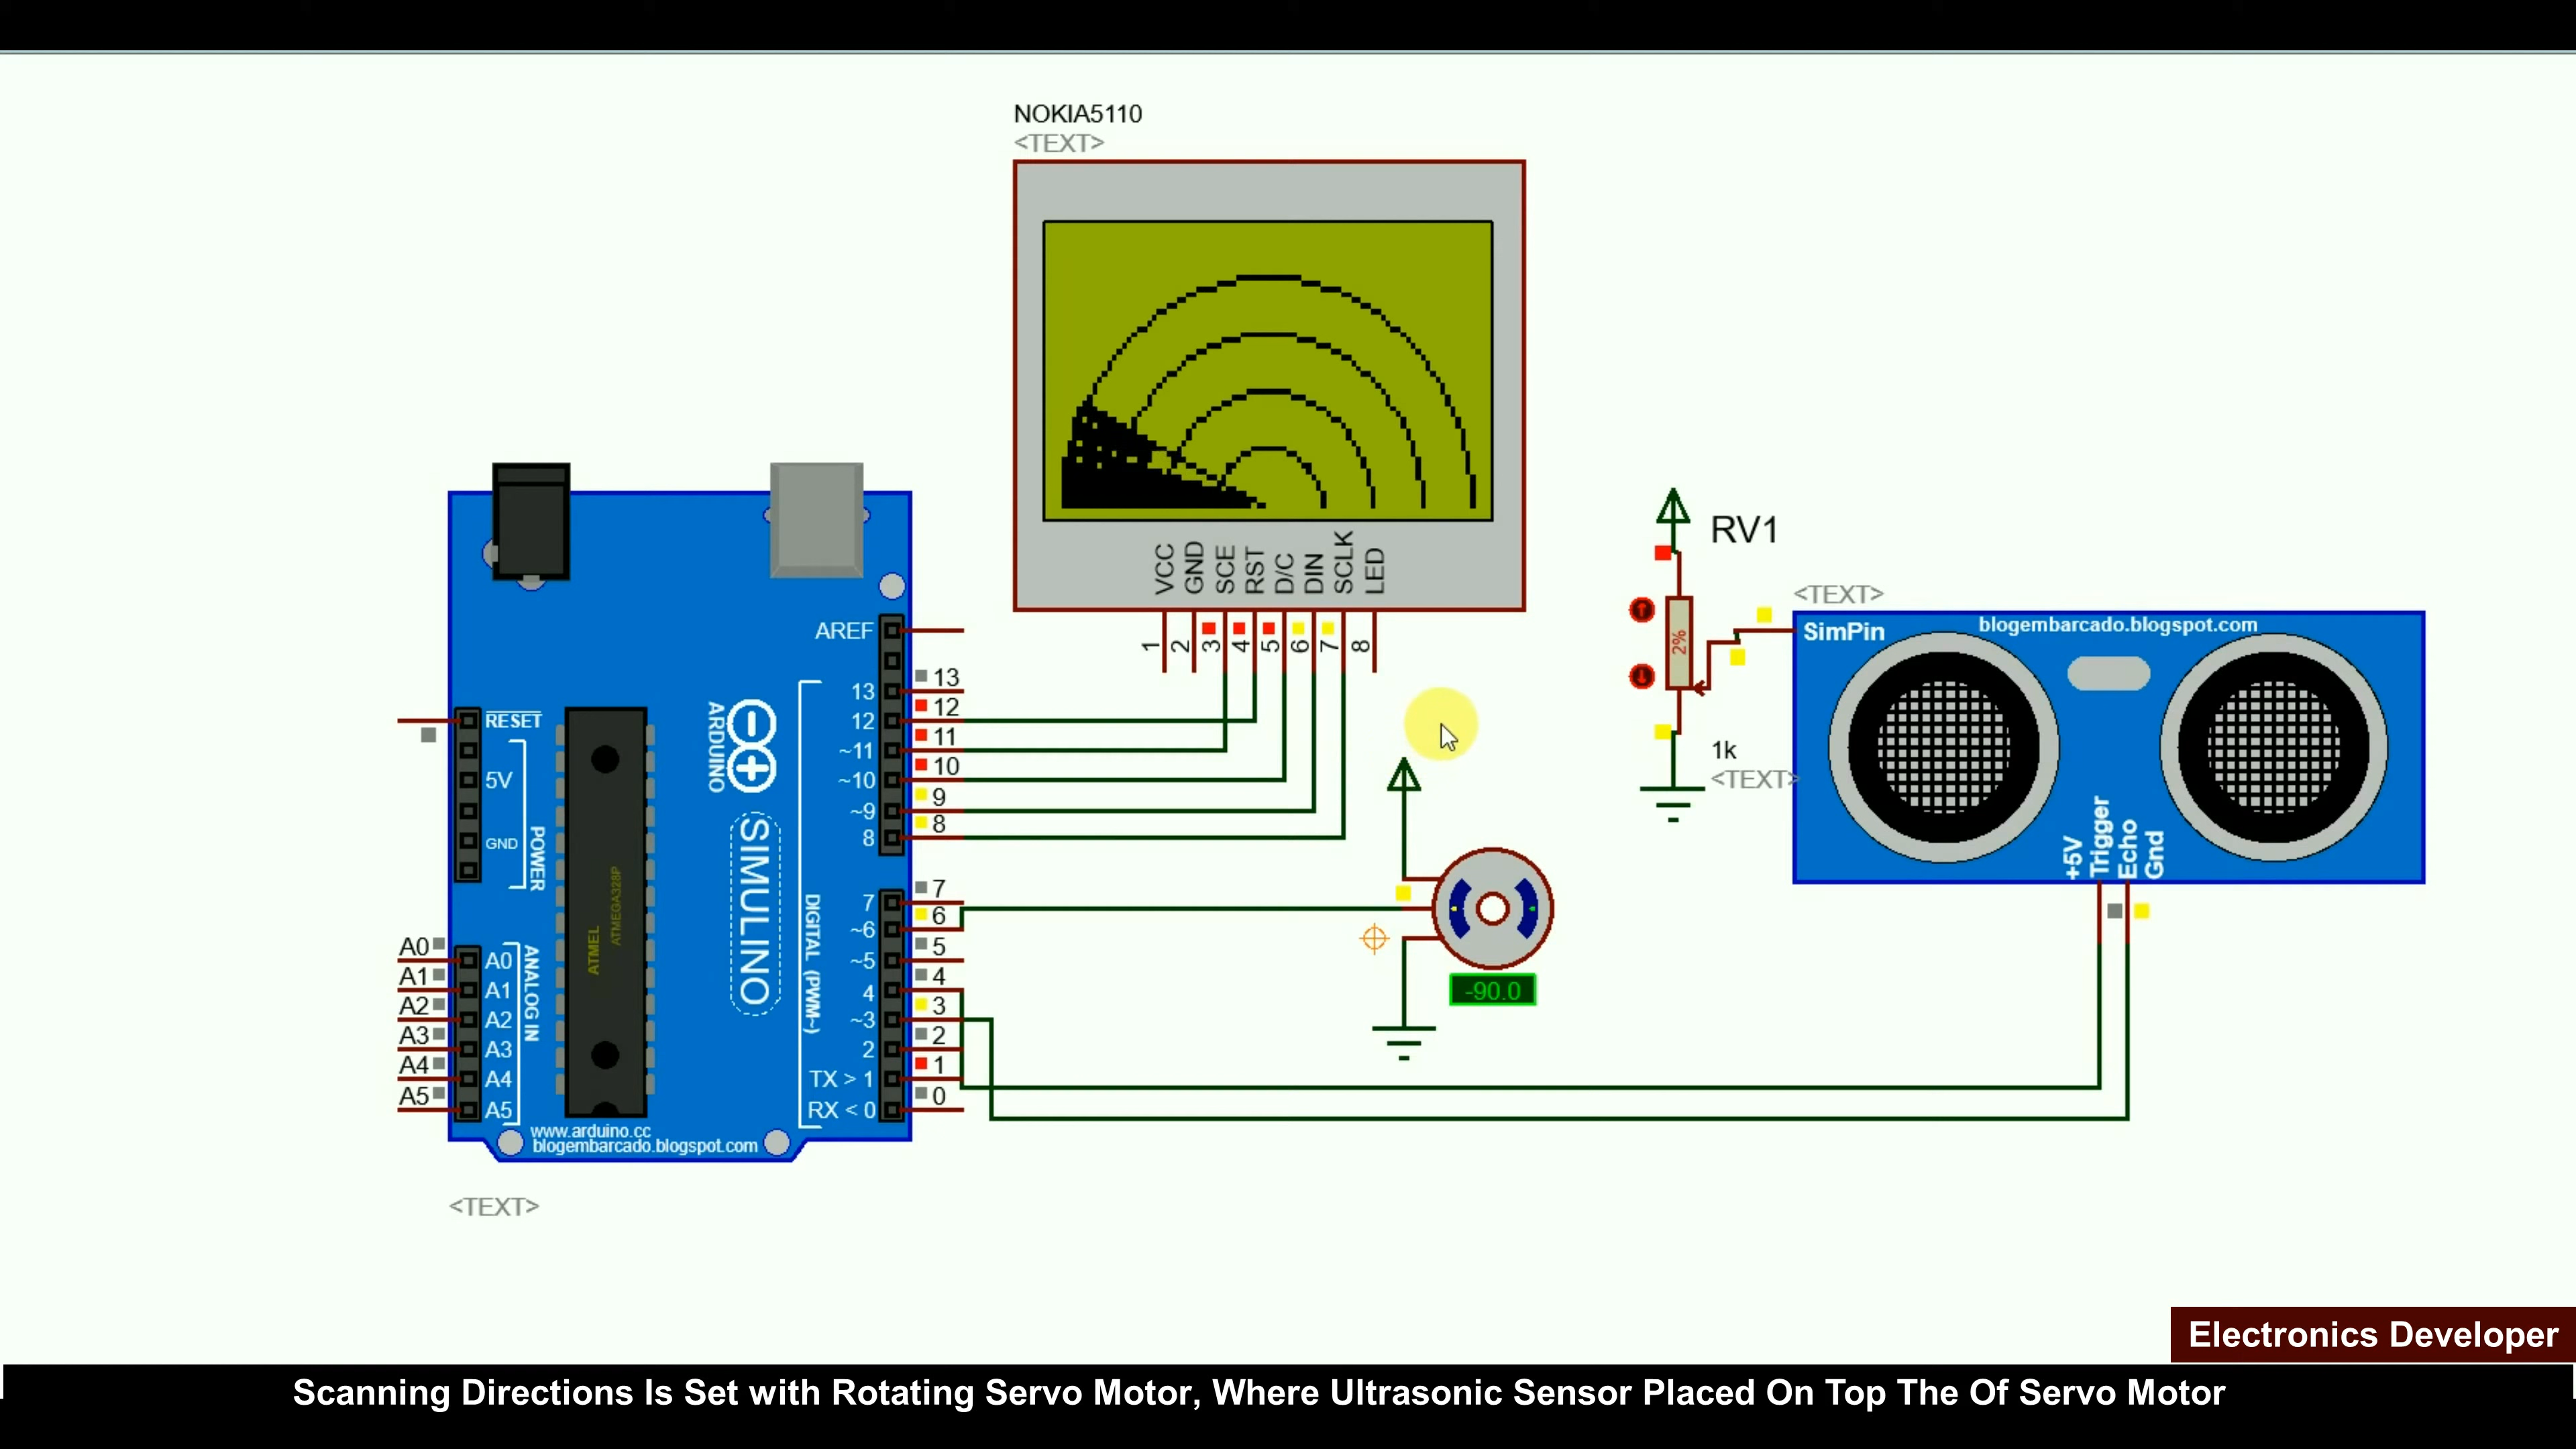 NOKIA5110
<TEXT>
VCC
GND
SCE
RST
D/C
DIN
SCLK
LED
1
2
3
4
5
6
7
8
RV1
2%
1k
<TEXT>
<TEXT>
SimPin
blogembarcado.blogspot.com
+5V
Trigger
Echo
Gnd
-90.0
AREF
13
12
~11
~10
~9
8
7
~6
~5
4
~3
2
TX > 1
RX < 0
13
12
11
10
9
8
7
6
5
4
3
2
1
0
RESET
5V
GND
POWER
A0
A1
A2
A3
A4
A5
A0
A1
A2
A3
A4
A5
ANALOG IN
ATMEL
ATMEGA328P
ARDUINO
SIMULINO
DIGITAL (PWM~)
www.arduino.cc
blogembarcado.blogspot.com
<TEXT>
Electronics Developer
Scanning Directions Is Set with Rotating Servo Motor, Where Ultrasonic Sensor Placed On Top The Of Servo Motor